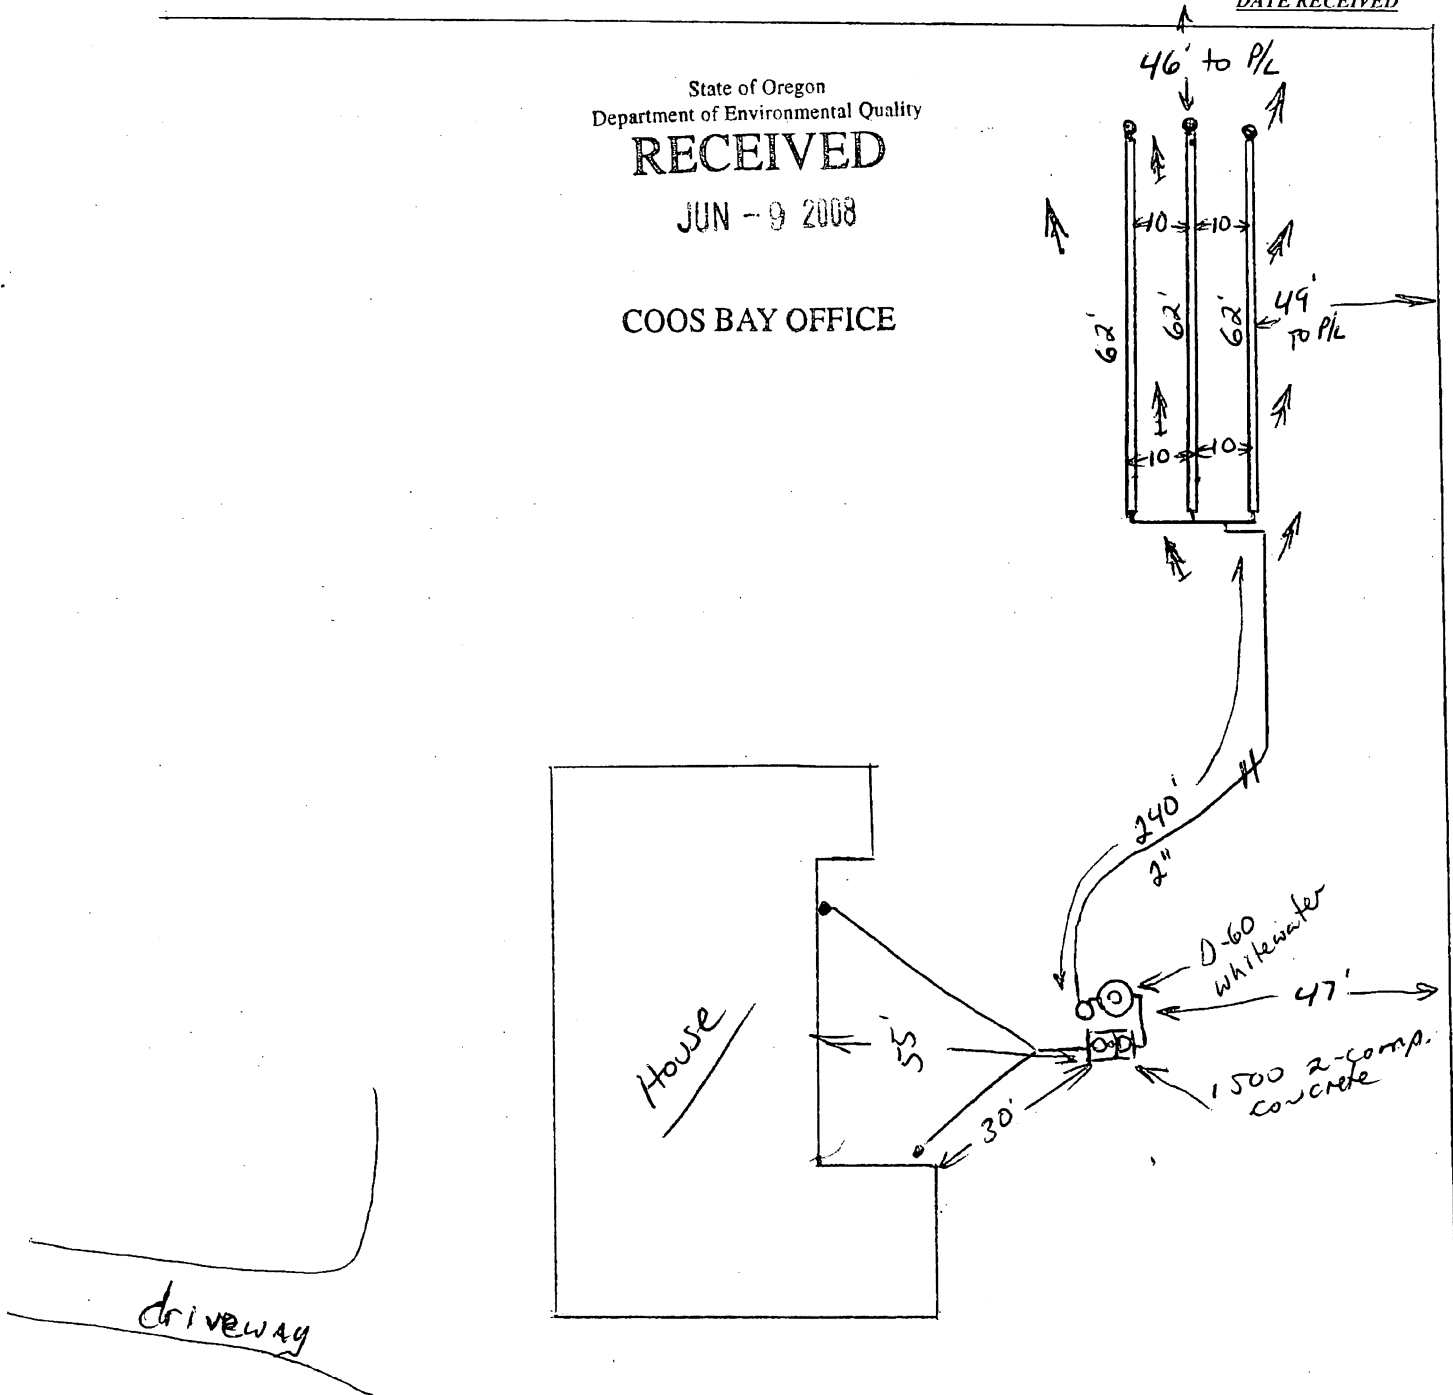 DATE RECEIVED
46' to P/L
State of Oregon
Department of Environmental Quality
RECEIVED
JUN - 9 2008
COOS BAY OFFICE
10 10
62' 62' 62'
49'
TO P/L
10 10
240'
2"
D-60
whitewater
47'
House
55'
1500 2-comp.
concrete
30'
driveway